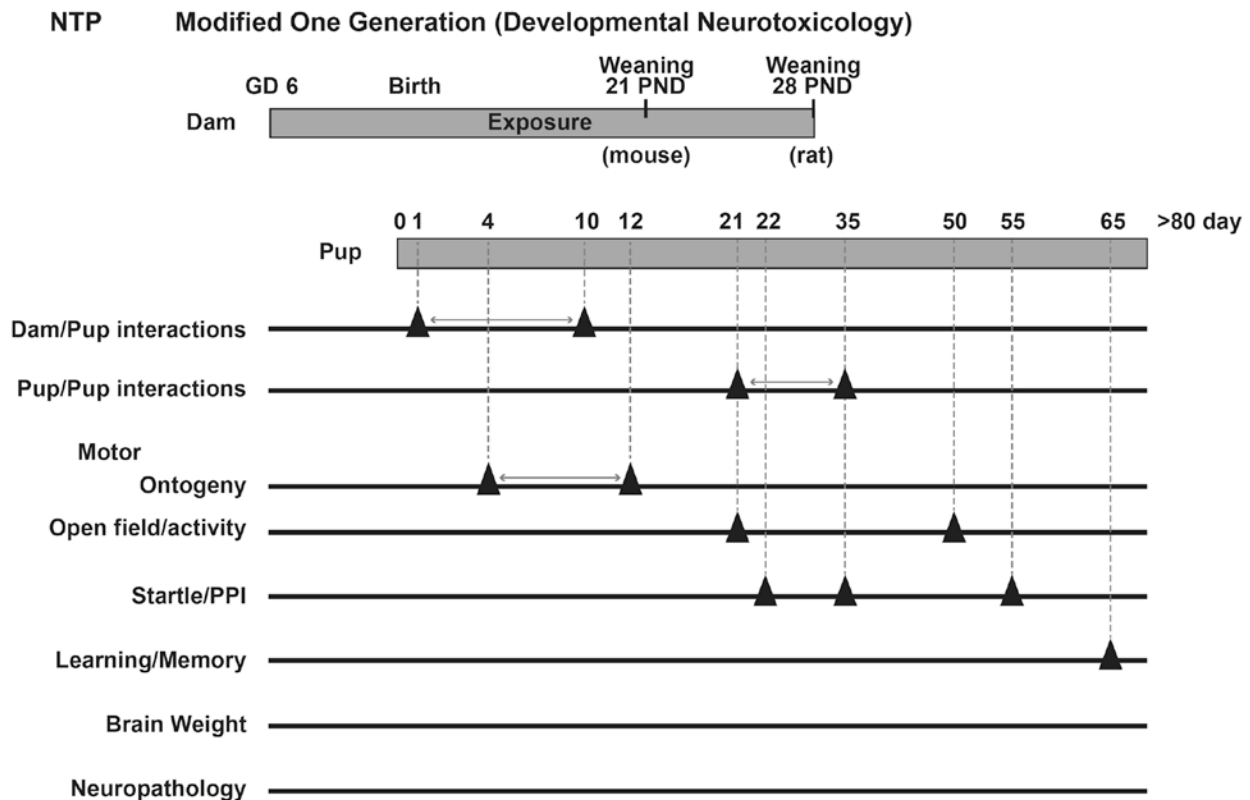 NTP Modified One Generation (Developmental Neurotoxicology)
Weaning Weaning
GD 6 Birth 21 PND 28 PND
Dam Exposure
(mouse) (rat)
0 1 4 10 12 21 22 35 50 55 65 >80 day
Pup
Dam/Pup interactions
Pup/Pup interactions
Motor
Ontogeny
Open field/activity
Startle/PPI
Learning/Memory
Brain Weight
Neuropathology